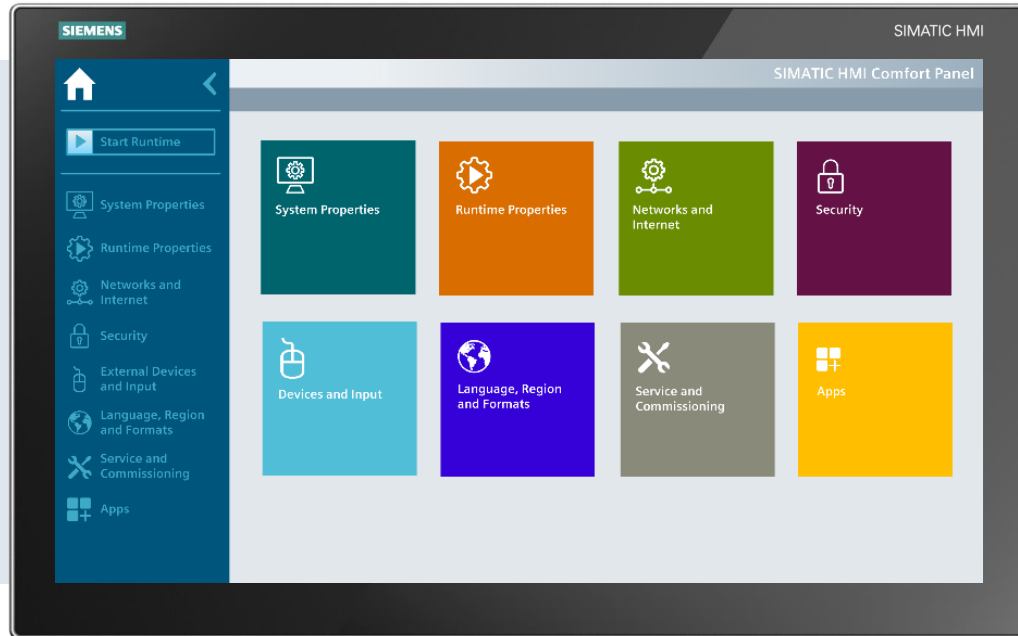 SIEMENS
SIMATIC HMI
SIMATIC HMI Comfort Panel
Start Runtime
System Properties
Runtime Properties
Networks and
Internet
Security
External Devices
and Input
Language, Region
and Formats
Service and
Commissioning
Apps
System Properties
Runtime Properties
Networks and
Internet
Security
Devices and Input
Language, Region
and Formats
Service and
Commissioning
Apps